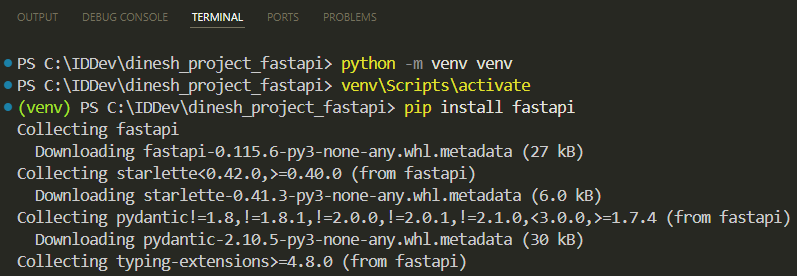 OUTPUT DEBUG CONSOLE TERMINAL PORTS PROBLEMS
PS C:\IDDev\dinesh_project_fastapi> python -m venv venv
PS C:\IDDev\dinesh_project_fastapi> venv\Scripts\activate
(venv) PS C:\IDDev\dinesh_project_fastapi> pip install fastapi
Collecting fastapi
  Downloading fastapi-0.115.6-py3-none-any.whl.metadata (27 kB)
Collecting starlette<0.42.0,>=0.40.0 (from fastapi)
  Downloading starlette-0.41.3-py3-none-any.whl.metadata (6.0 kB)
Collecting pydantic!=1.8,!=1.8.1,!=2.0.0,!=2.0.1,!=2.1.0,<3.0.0,>=1.7.4 (from fastapi)
  Downloading pydantic-2.10.5-py3-none-any.whl.metadata (30 kB)
Collecting typing-extensions>=4.8.0 (from fastapi)